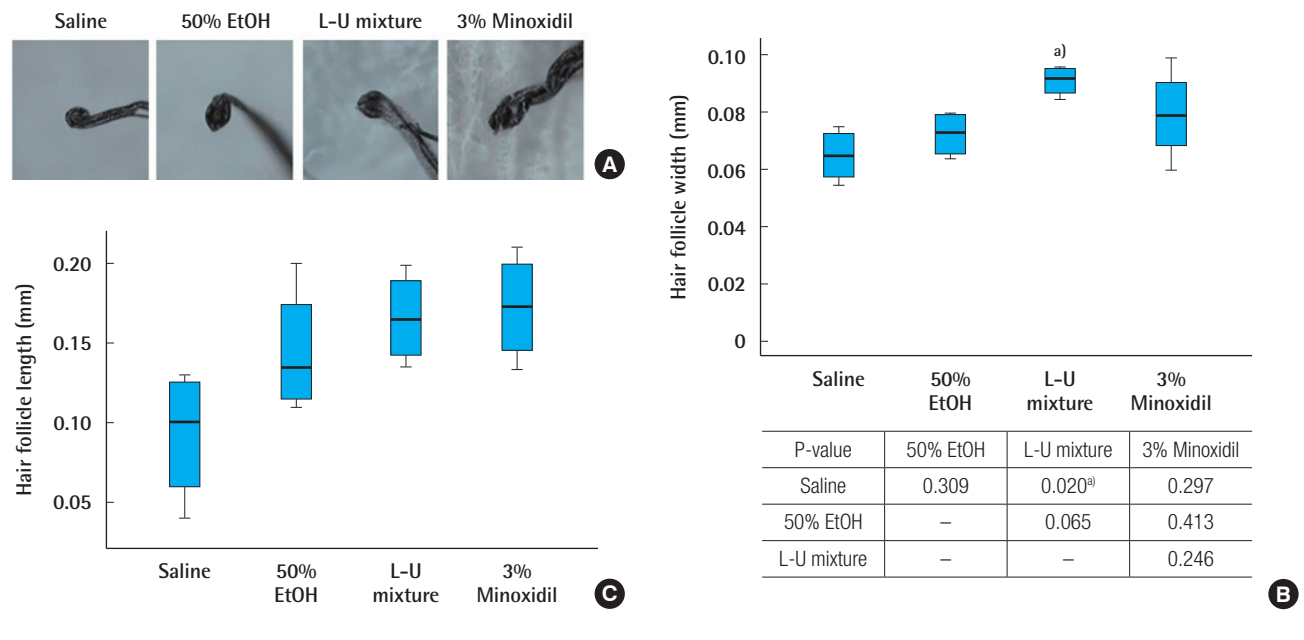 Saline 50% EtOH L-U mixture 3% Minoxidil
A
Hair follicle length (mm)
0.20
0.15
0.10
0.05
Saline 50% L-U 3%
EtOH mixture Minoxidil
C
Hair follicle width (mm)
0.10
0.08
0.06
0.04
0.02
0
a)
Saline 50% L-U 3%
EtOH mixture Minoxidil
P-value 50% EtOH L-U mixture 3% Minoxidil
Saline 0.309 0.020a) 0.297
50% EtOH – 0.065 0.413
L-U mixture – – 0.246
B